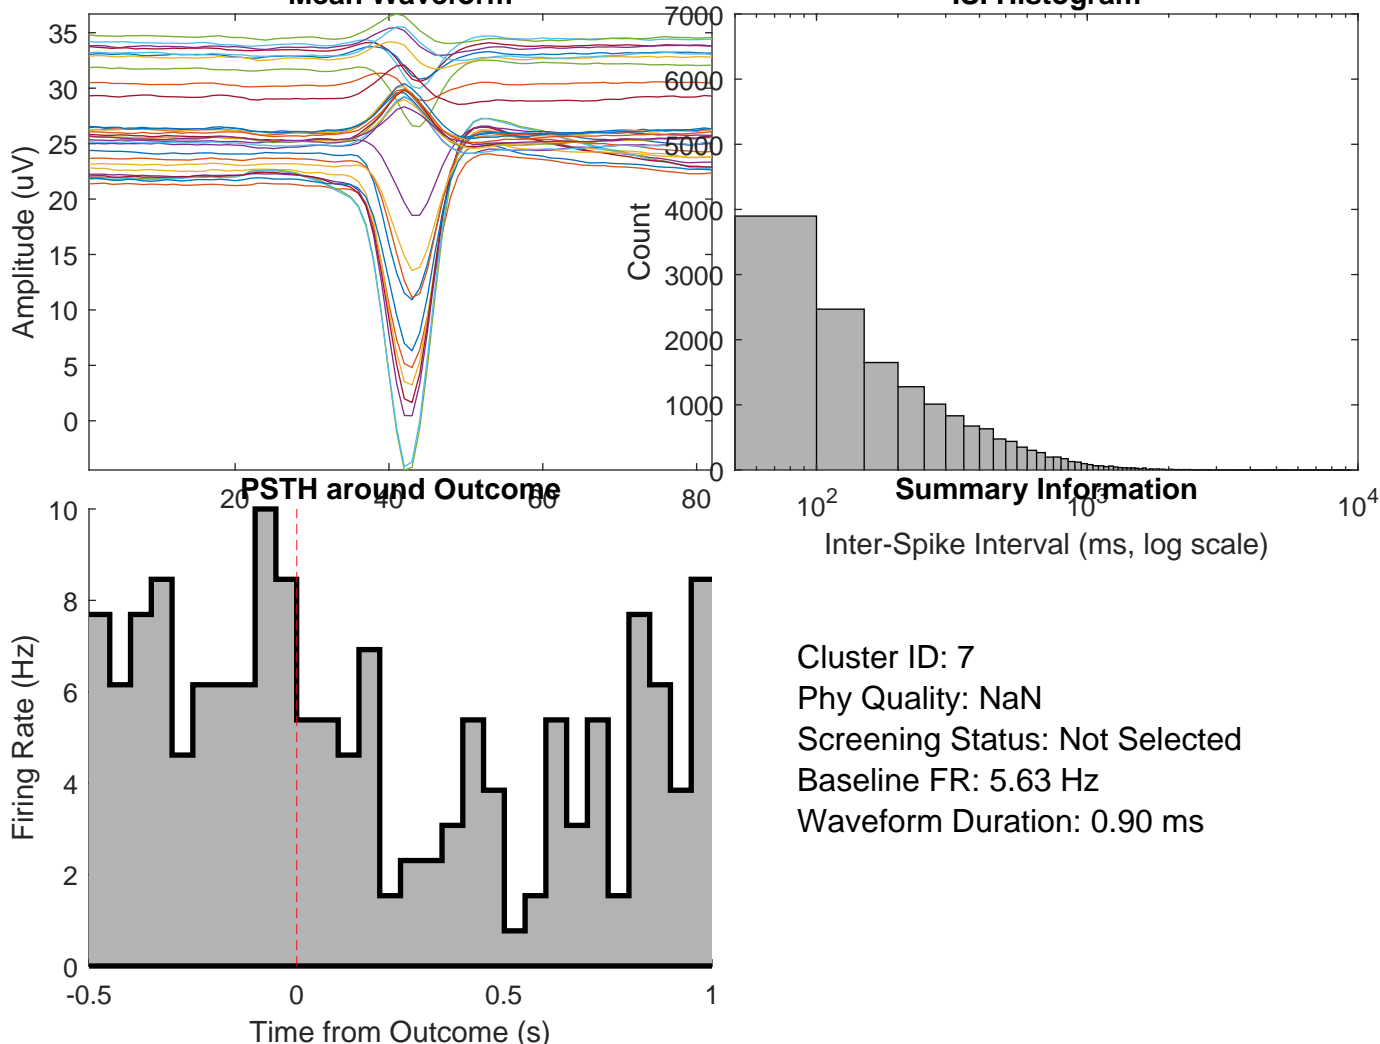 Mean Waveform
35
30
25
20
15
10
5
0
Amplitude (uV)
20
40
60
80
ISI Histogram
7000
6000
5000
4000
3000
2000
1000
0
Count
10^2
10^3
10^4
Inter-Spike Interval (ms, log scale)
PSTH around Outcome
10
8
6
4
2
0
Firing Rate (Hz)
-0.5
0
0.5
1
Time from Outcome (s)
Summary Information
Cluster ID: 7
Phy Quality: NaN
Screening Status: Not Selected
Baseline FR: 5.63 Hz
Waveform Duration: 0.90 ms